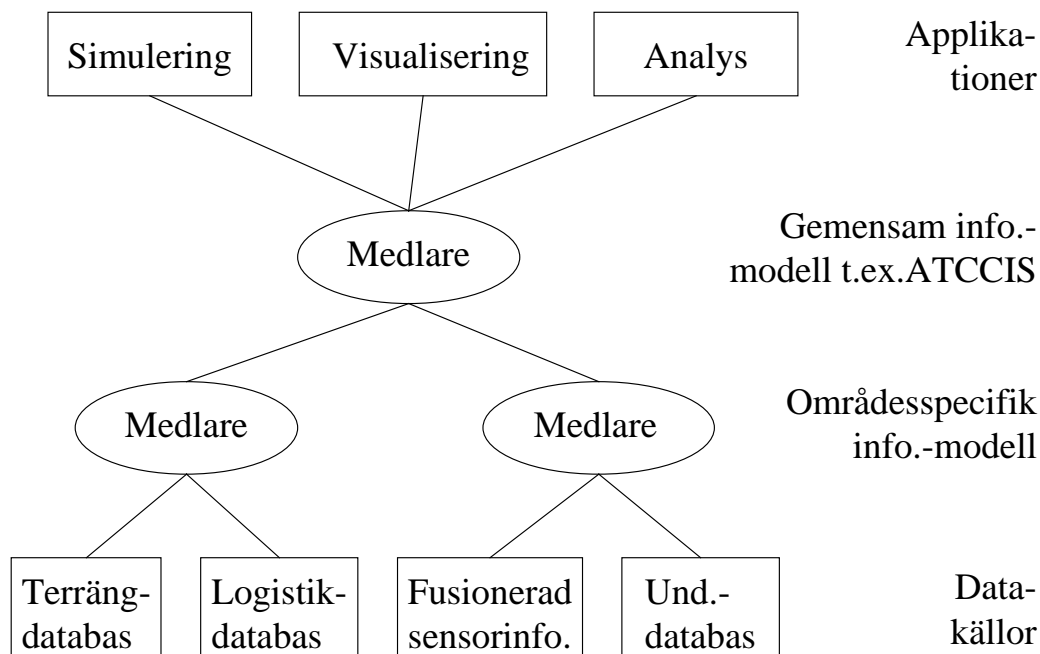 Simulering
Visualisering
Analys
Applika-
tioner
Medlare
Gemensam info.-
modell t.ex.ATCCIS
Medlare
Medlare
Områdesspecifik
info.-modell
Terräng-
databas
Logistik-
databas
Fusionerad
sensorinfo.
Und.-
databas
Data-
källor